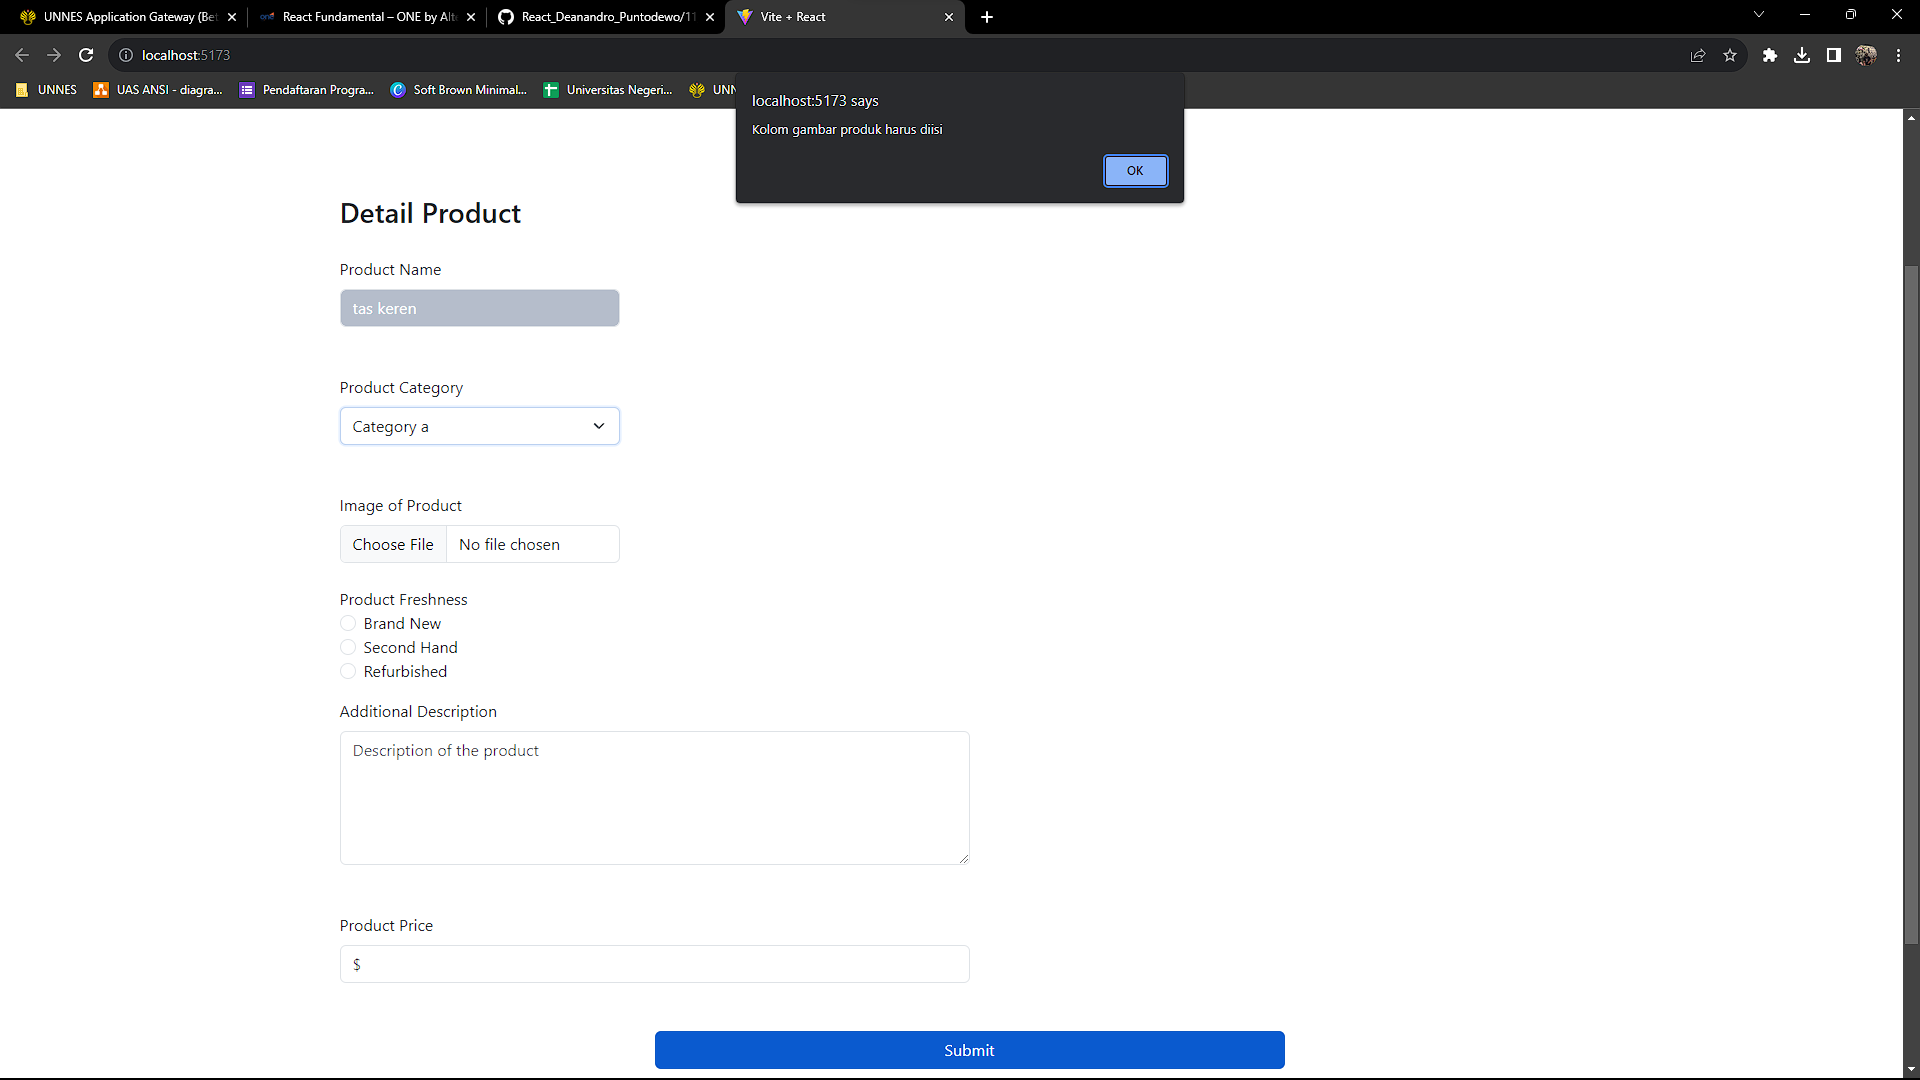 UNNES Application Gateway (Bet
React Fundamental – ONE by Alte
React_Deanandro_Puntodewo/11
Vite + React
localhost:5173
UNNES
UAS ANSI - diagra...
Pendaftaran Progra...
Soft Brown Minimal...
Universitas Negeri...
UNN
localhost:5173 says
Kolom gambar produk harus diisi
OK
Detail Product
Product Name
tas keren
Product Category
Category a
Image of Product
Choose File
No file chosen
Product Freshness
Brand New
Second Hand
Refurbished
Additional Description
Description of the product
Product Price
$
Submit